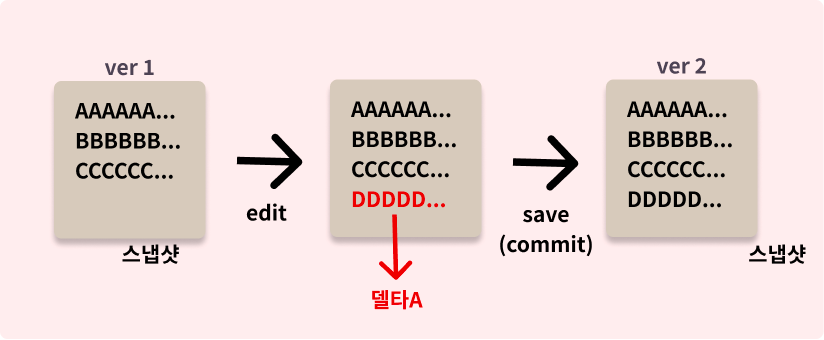 ver 1
AAAAAA...
BBBBBB...
CCCCCC...
스냅샷
edit
AAAAAA...
BBBBBB...
CCCCCC...
DDDDD...
델타A
save
(commit)
ver 2
AAAAAA...
BBBBBB...
CCCCCC...
DDDDD...
스냅샷